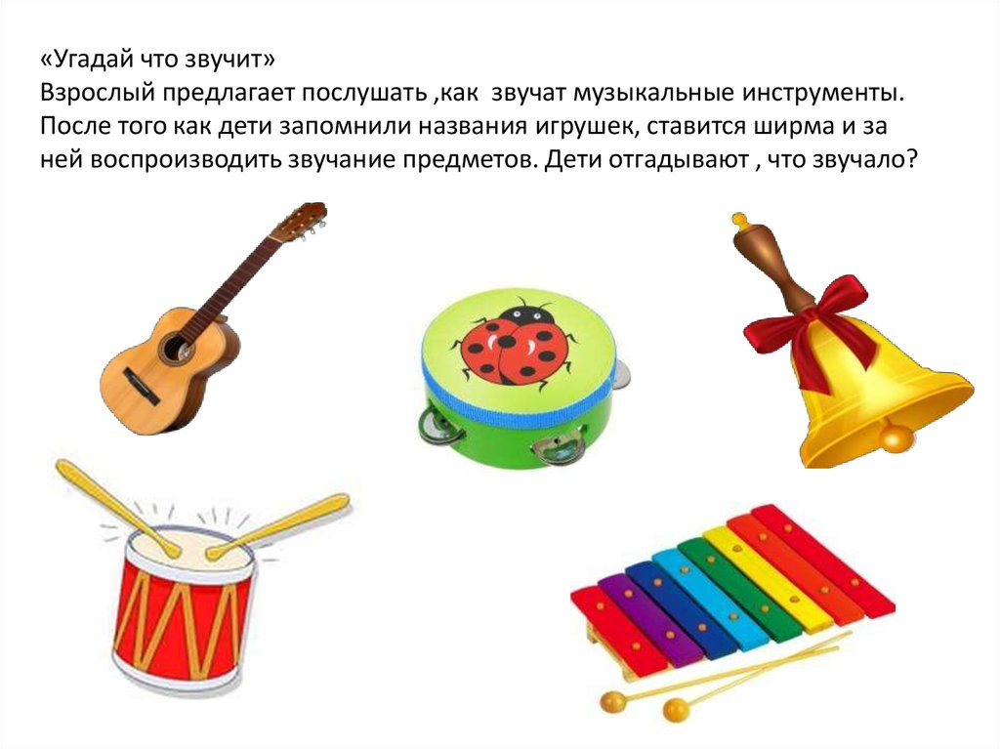 «Угадай что звучит»
Взрослый предлагает послушать ,как  звучат музыкальные инструменты.
После того как дети запомнили названия игрушек, ставится ширма и за
ней воспроизводить звучание предметов. Дети отгадывают , что звучало?